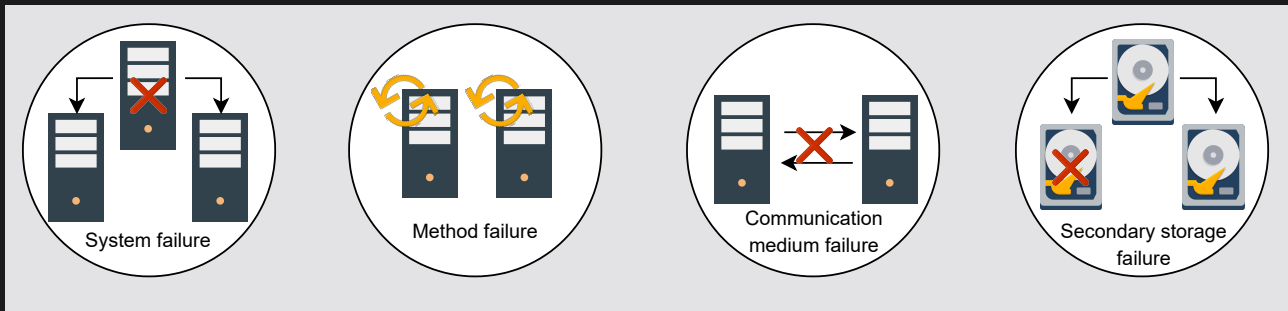 System failure
Method failure
Communication
medium failure
Secondary storage
failure